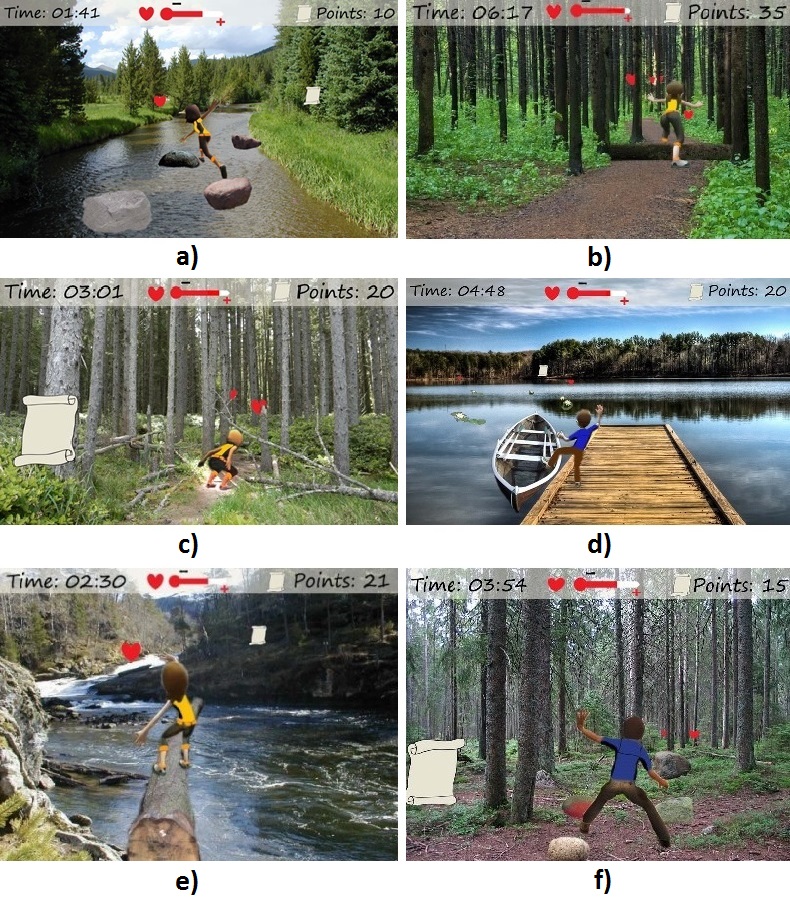 Time: 01:41 Points: 10
a)
Time: 06:17 Points: 35
b)
Time: 03:01 Points: 20
c)
Time: 04:48 Points: 20
d)
Time: 02:30 Points: 21
e)
Time: 03:54 Points: 15
f)